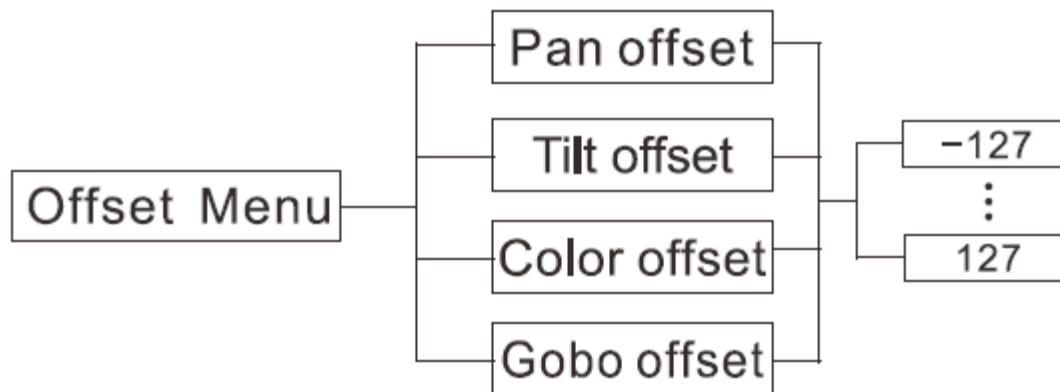 Offset Menu
Pan offset
Tilt offset
Color offset
Gobo offset
−127
⋮
127